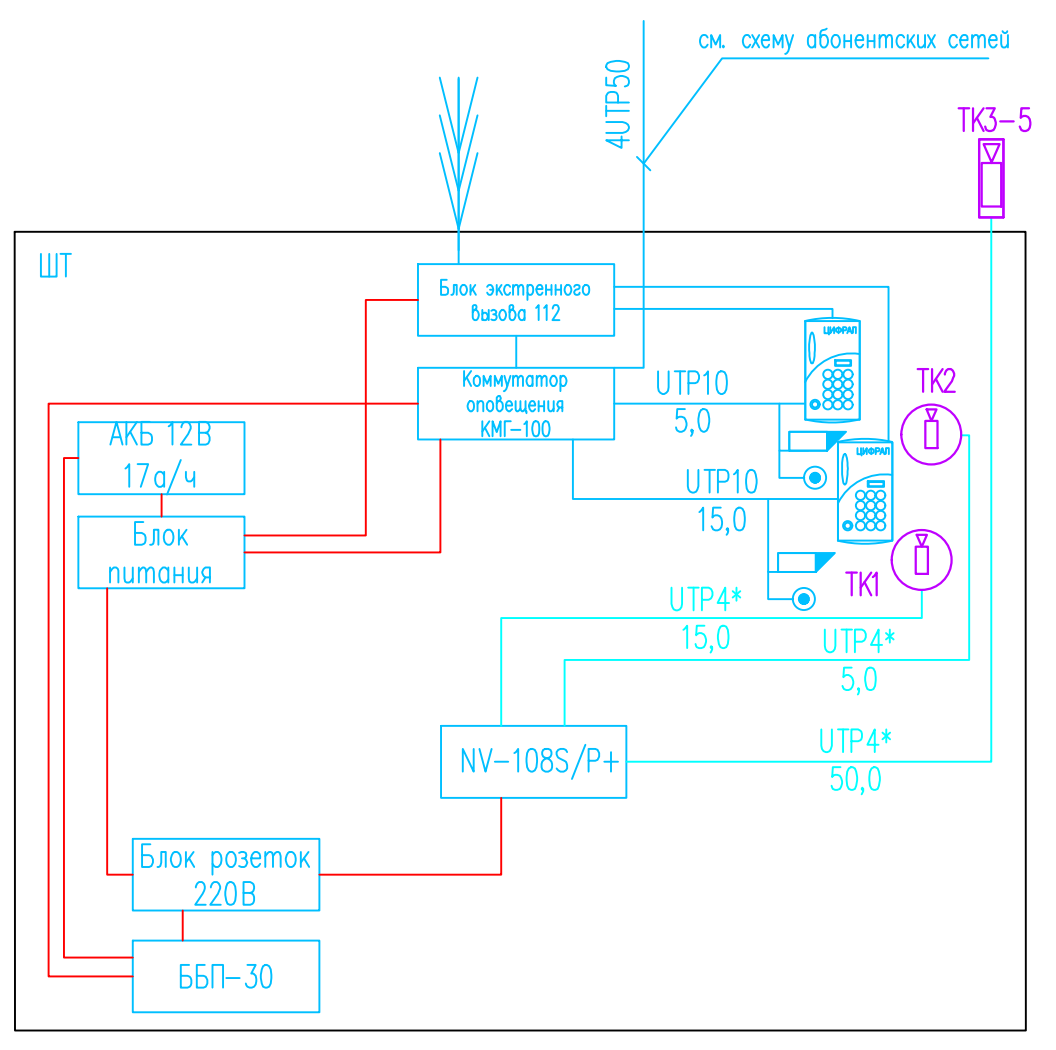 см. схему абонентских сетей
4UTP50
ТК3-5
ШТ
Блок экстренного
вызова 112
ЦИФРАЛ
Коммутатор
оповещения
КМГ-100
UTP10
5,0
ТК2
АКБ 12В
17а/ч
ЦИФРАЛ
UTP10
15,0
Блок
питания
ТК1
UTP4*
15,0
UTP4*
5,0
NV-108S/P+
UTP4*
50,0
Блок розеток
220В
ББП-30